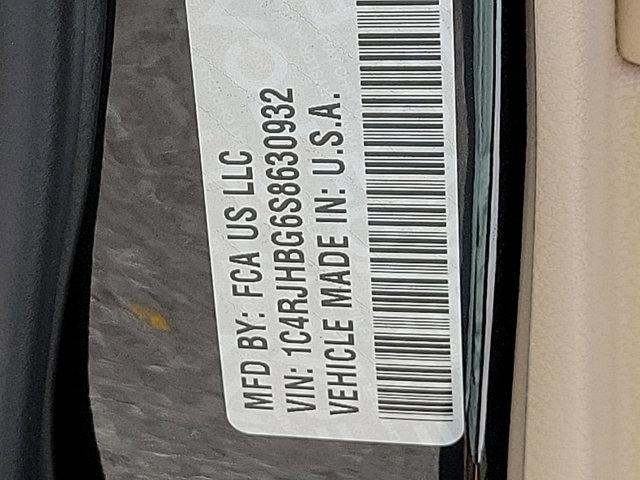 MFD BY: FCA US LLC
VIN: 1C4RJHBG6S8630932
VEHICLE MADE IN: U.S.A.